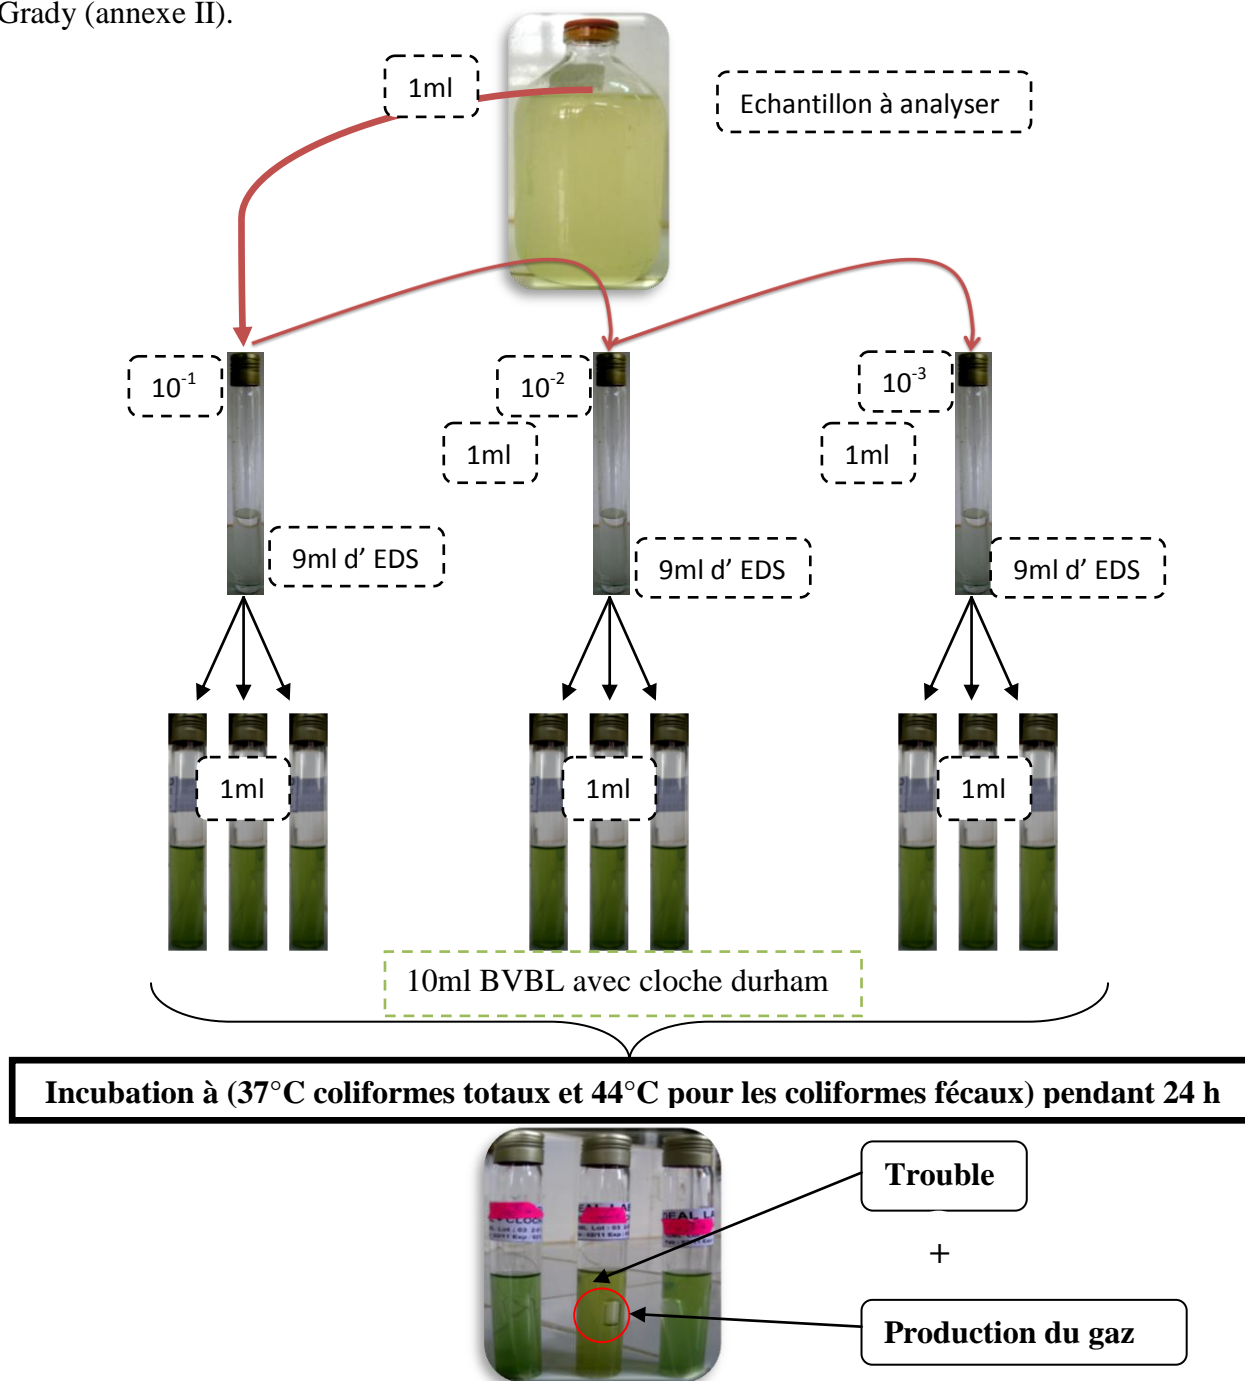 Grady (annexe II).
1ml
Echantillon à analyser
10-1
10-2
10-3
1ml
1ml
9ml d' EDS
9ml d' EDS
9ml d' EDS
1ml
1ml
1ml
10ml BVBL avec cloche durham
Incubation à (37°C coliformes totaux et 44°C pour les coliformes fécaux) pendant 24 h
Trouble
+
Production du gaz